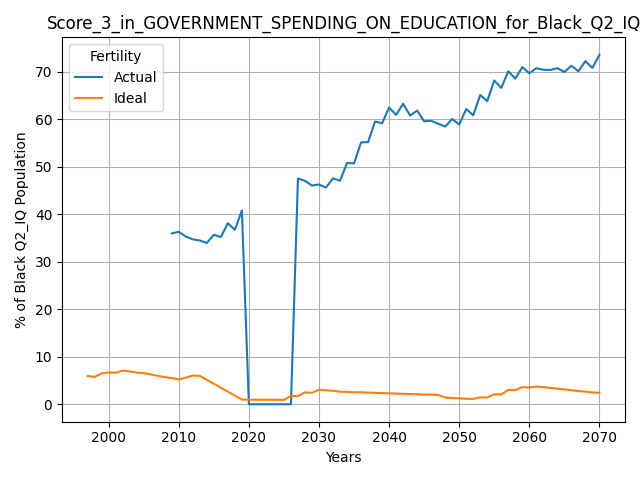 Score_3_in_GOVERNMENT_SPENDING_ON_EDUCATION_for_Black_Q2_IQ
Fertility
Actual
Ideal
% of Black Q2_IQ Population
70
60
50
40
30
20
10
0
2000 2010 2020 2030 2040 2050 2060 2070
Years